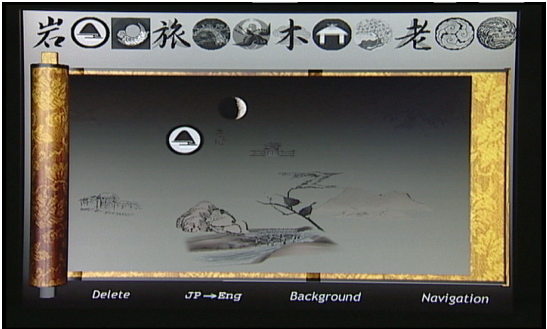 岩 旅 木 老
Delete JP→Eng Background Navigation